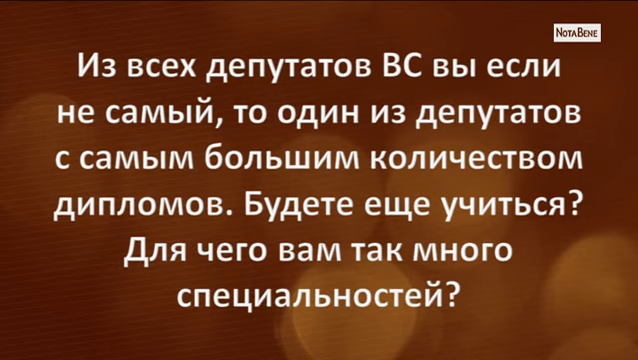 NOTABENE
Из всех депутатов ВС вы если
не самый, то один из депутатов
с самым большим количеством
дипломов. Будете еще учиться?
Для чего вам так много
специальностей?